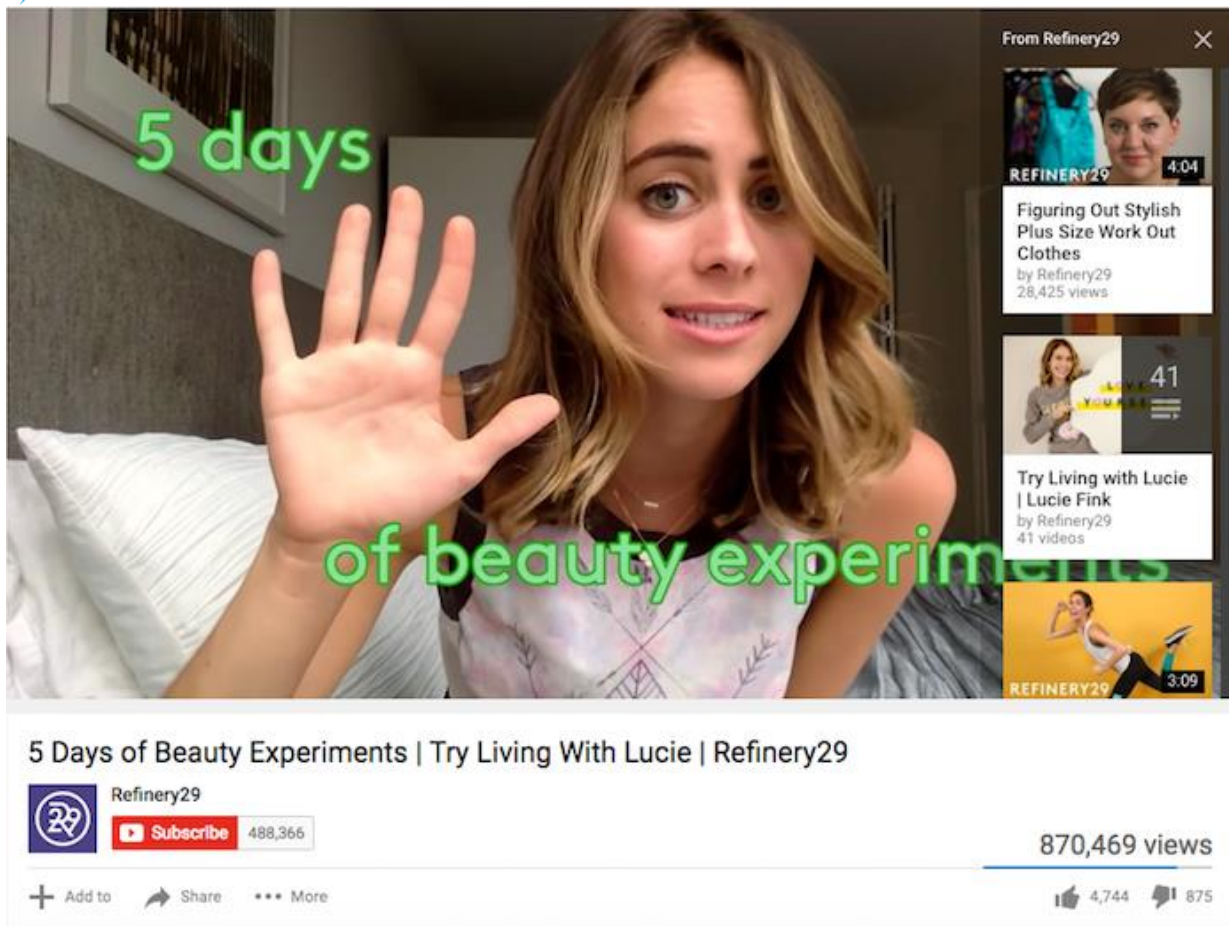 5 days
of beauty experiments
From Refinery29
REFINERY29
4:04
Figuring Out Stylish
Plus Size Work Out
Clothes
by Refinery29
28,425 views
41
LOVE
Try Living with Lucie
| Lucie Fink
by Refinery29
41 videos
REFINERY29
3:09
5 Days of Beauty Experiments | Try Living With Lucie | Refinery29
R29
Refinery29
Subscribe 488,366
870,469 views
Add to Share More
4,744 875